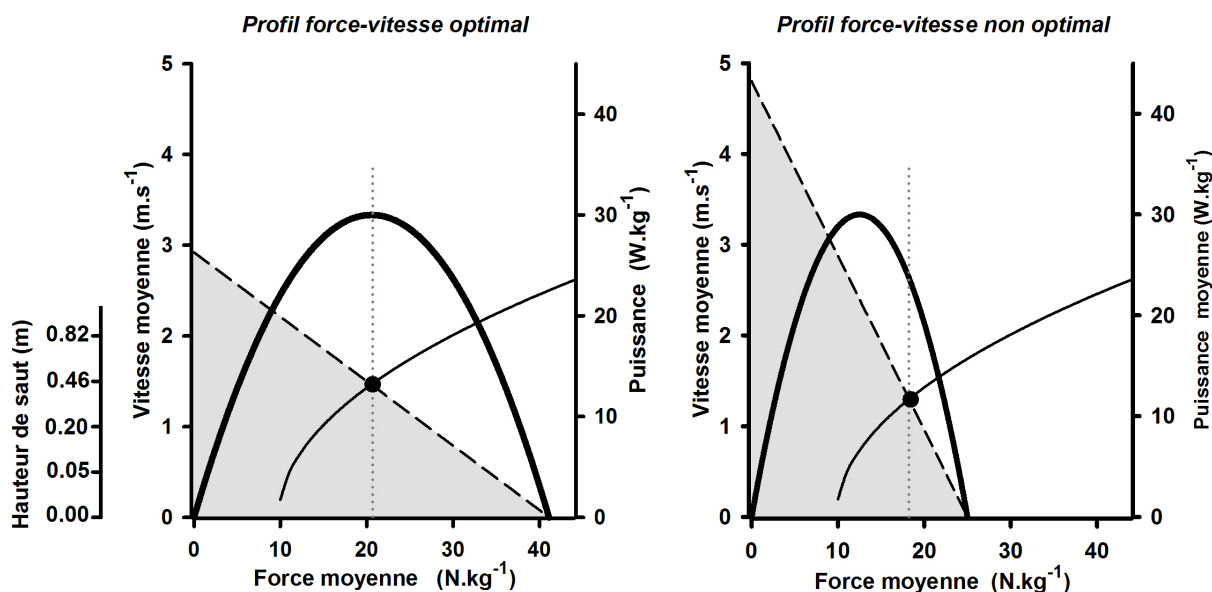 Profil force-vitesse optimal
Hauteur de saut (m)
0.82
0.46
0.20
0.05
0.00
Vitesse moyenne (m.s-1)
5
4
3
2
1
0
0 10 20 30 40
Force moyenne (N.kg-1)
40
30
20
10
0
Puissance (W.kg-1)
Profil force-vitesse non optimal
Vitesse moyenne (m.s-1)
5
4
3
2
1
0
0 10 20 30 40
Force moyenne (N.kg-1)
40
30
20
10
0
Puissance moyenne (W.kg-1)